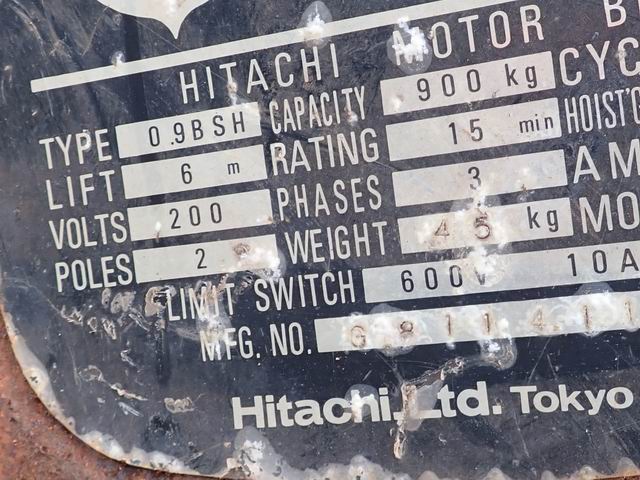 HITACHI MOTOR B
TYPE 0.9BSH CAPACITY 900 kg CYC
LIFT 6 m RATING 15 min HOIST'G
VOLTS 200 PHASES 3 AM
POLES 2 WEIGHT 45 kg MO
LIMIT SWITCH 600V 10A
MFG. NO. G 811411
Hitachi, Ltd. Tokyo